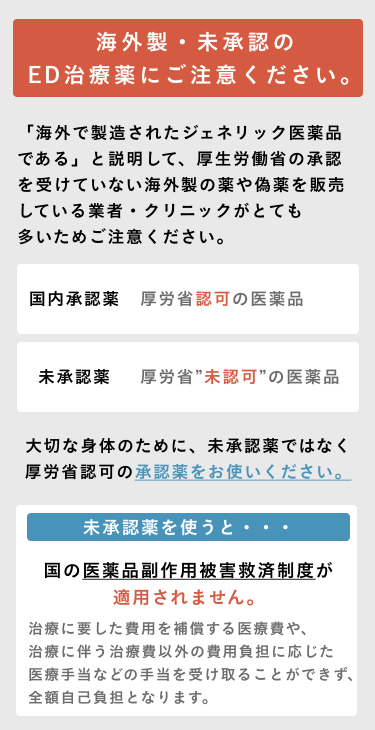 海外製・未承認の
ED治療薬にご注意ください。
「海外で製造されたジェネリック医薬品
である」と説明して、厚生労働省の承認
を受けていない海外製の薬や偽薬を販売
している業者・クリニックがとても
多いためご注意ください。
国内承認薬 厚労省認可の医薬品
未承認薬 厚労省”未認可”の医薬品
大切な身体のために、未承認薬ではなく
厚労省認可の承認薬をお使いください。
未承認薬を使うと・・・
国の医薬品副作用被害救済制度が
適用されません。
治療に要した費用を補償する医療費や、
治療に伴う治療費以外の費用負担に応じた
医療手当などの手当を受け取ることができず、
全額自己負担となります。